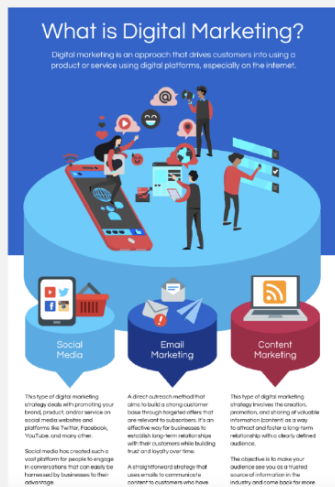 What is Digital Marketing?
Digital marketing is an approach that drives customers into using a
product or service using digital platforms, especially on the internet.
Social
Media
Email
Marketing
Content
Marketing
This type of digital marketing
strategy deals with promoting your
brand, product, and/or service on
social media websites and
platforms like Twitter, Facebook,
YouTube, and many other.
Social media has created such a
vast platform for people to engage
in conversations that can easily be
harnessed by businesses to their
advantage.
A direct outreach method that
aims to build a strong customer
base through targeted offers that
are relevant to subscribers. It's an
effective way for businesses to
establish long-term relationships
with their customers while building
trust and loyalty over time.
A straightforward strategy that
uses emails to communicate
content to customers who have
This type of digital marketing
strategy involves the creation,
promotion, and sharing of valuable
information (content) as a way
to attract and foster a long-term
relationship with a clearly defined
audience.
The objective is to make your
audience see you as a trusted
source of information in the
industry and come back for more